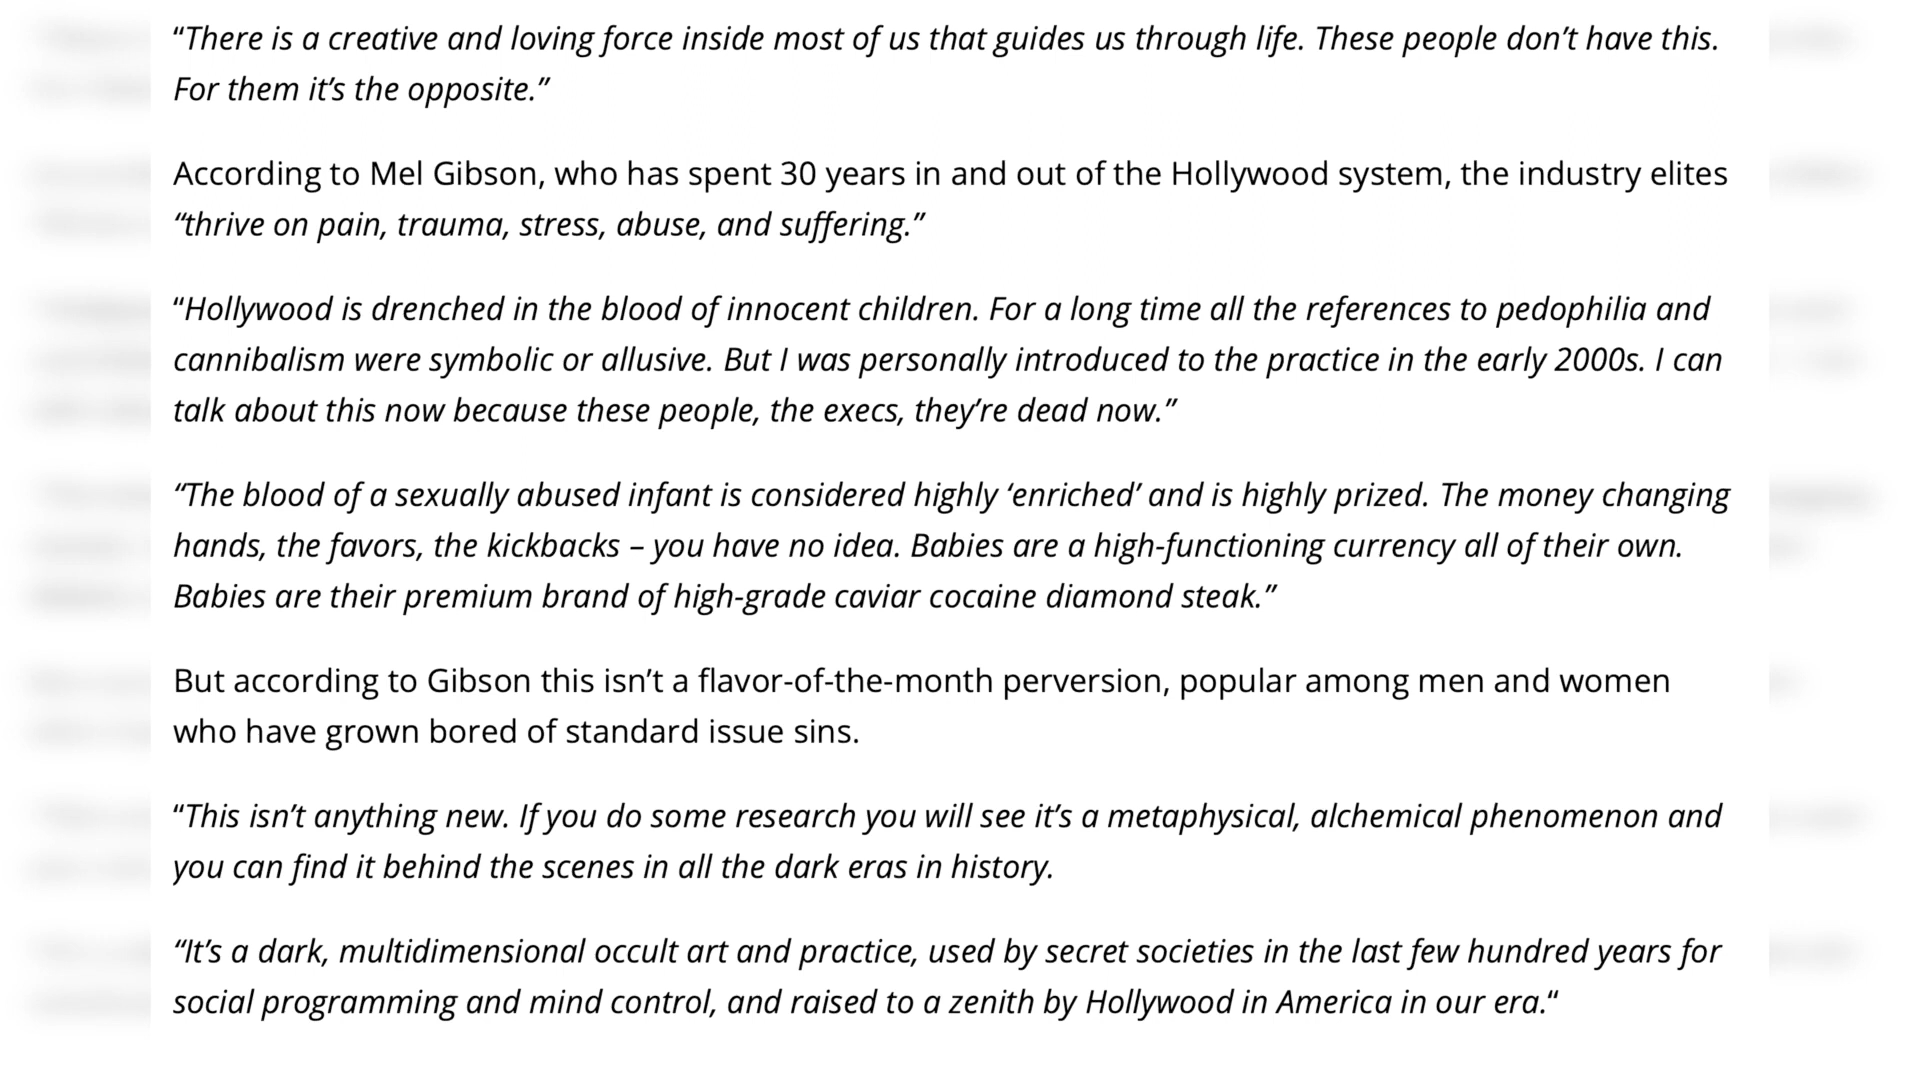 “There is a creative and loving force inside most of us that guides us through life. These people don’t have this.
For them it’s the opposite.”
According to Mel Gibson, who has spent 30 years in and out of the Hollywood system, the industry elites
“thrive on pain, trauma, stress, abuse, and suffering.”
“Hollywood is drenched in the blood of innocent children. For a long time all the references to pedophilia and
cannibalism were symbolic or allusive. But I was personally introduced to the practice in the early 2000s. I can
talk about this now because these people, the execs, they’re dead now.”
“The blood of a sexually abused infant is considered highly ‘enriched’ and is highly prized. The money changing
hands, the favors, the kickbacks – you have no idea. Babies are a high-functioning currency all of their own.
Babies are their premium brand of high-grade caviar cocaine diamond steak.”
But according to Gibson this isn’t a flavor-of-the-month perversion, popular among men and women
who have grown bored of standard issue sins.
“This isn’t anything new. If you do some research you will see it’s a metaphysical, alchemical phenomenon and
you can find it behind the scenes in all the dark eras in history.
“It’s a dark, multidimensional occult art and practice, used by secret societies in the last few hundred years for
social programming and mind control, and raised to a zenith by Hollywood in America in our era.“